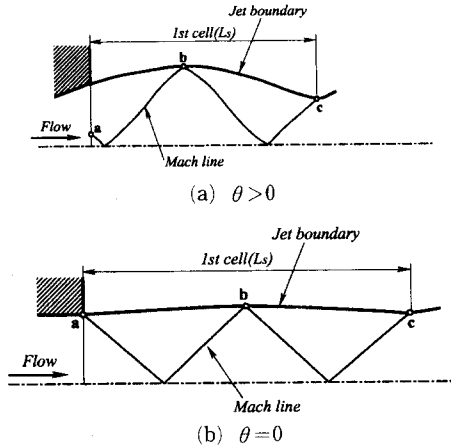 1st cell(Ls)
Jet boundary
b
a
c
Flow
Mach line
(a) θ>0
Jet boundary
1st cell(Ls)
b
a
c
Flow
Mach line
(b) θ=0